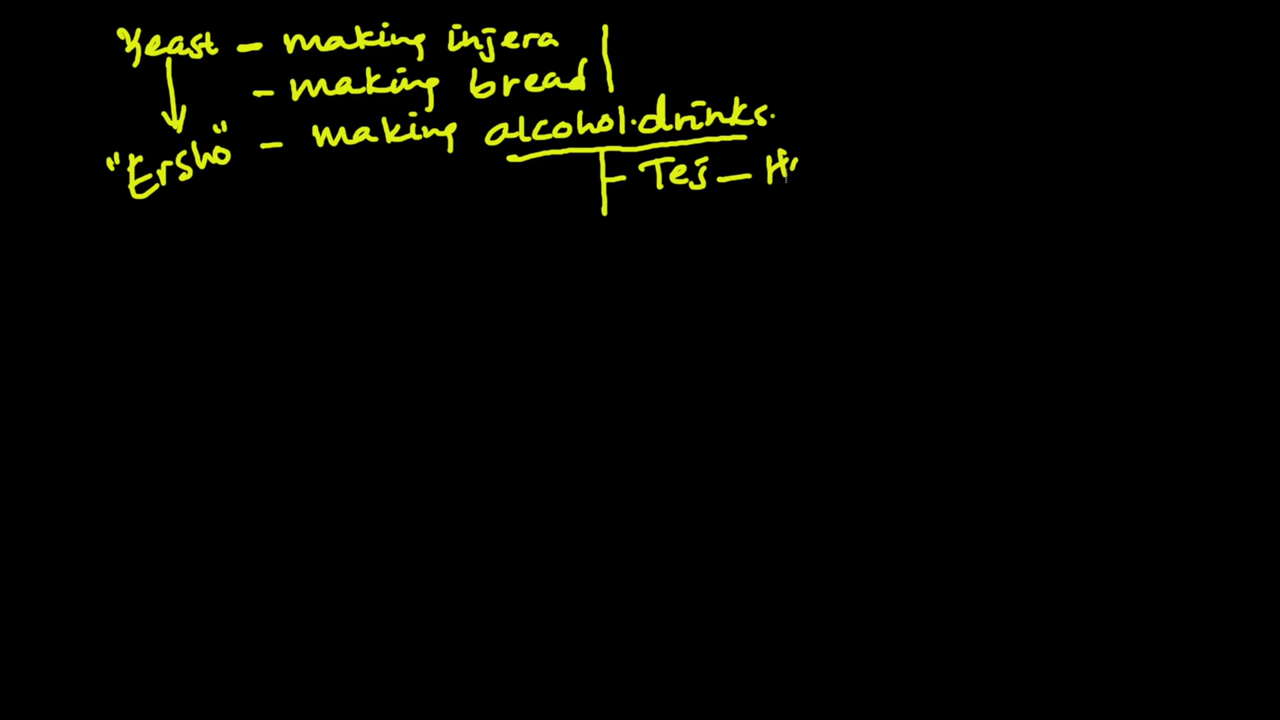 Yeast - making injera
- making bread
"Ersho" - making alcohol.drinks.
Tej - H